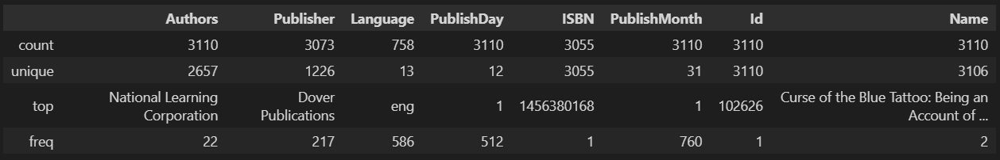 Authors Publisher Language PublishDay ISBN PublishMonth Id Name
count 3110 3073 758 3110 3055 3110 3110 3110
unique 2657 1226 13 12 3055 31 3110 3106
top National Learning Corporation Dover Publications eng 1 1456380168 1 102626 Curse of the Blue Tattoo: Being an Account of ...
freq 22 217 586 512 1 760 1 2